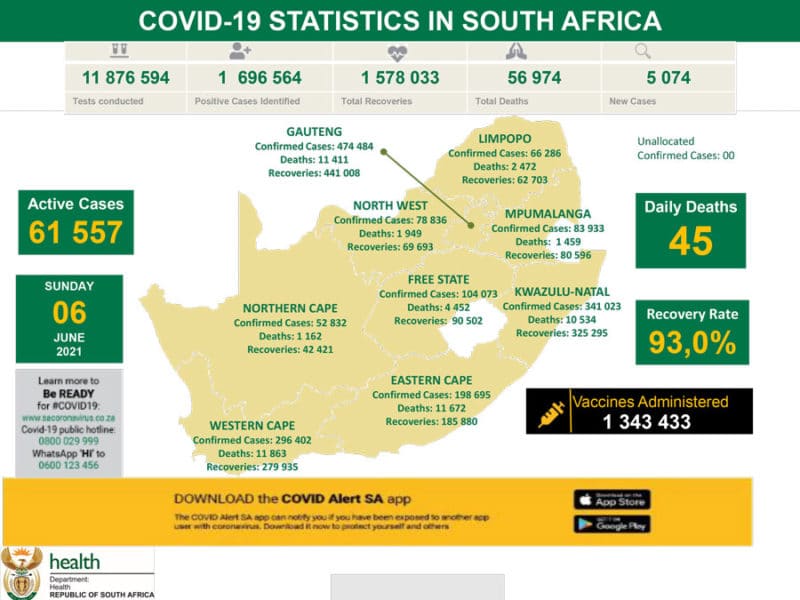 COVID-19 STATISTICS IN SOUTH AFRICA
11 876 594
Tests conducted
1 696 564
Positive Cases Identified
1 578 033
Total Recoveries
56 974
Total Deaths
5 074
New Cases
GAUTENG
Confirmed Cases: 474 484
Deaths: 11 411
Recoveries: 441 008
LIMPOPO
Confirmed Cases: 66 286
Deaths: 2 472
Recoveries: 62 703
Unallocated
Confirmed Cases: 00
Active Cases
61 557
NORTH WEST
Confirmed Cases: 78 836
Deaths: 1 949
Recoveries: 69 693
MPUMALANGA
Confirmed Cases: 83 933
Deaths: 1 459
Recoveries: 80 596
Daily Deaths
45
SUNDAY
06
JUNE
2021
NORTHERN CAPE
Confirmed Cases: 52 832
Deaths: 1 162
Recoveries: 42 421
FREE STATE
Confirmed Cases: 104 073
Deaths: 4 452
Recoveries: 90 502
KWAZULU-NATAL
Confirmed Cases: 341 023
Deaths: 10 534
Recoveries: 325 295
Recovery Rate
93,0%
Learn more to
Be READY
for #COVID19:
www.sacoronavirus.co.za
Covid-19 public hotline:
0800 029 999
WhatsApp 'Hi' to
0600 123 456
EASTERN CAPE
Confirmed Cases: 198 695
Deaths: 11 672
Recoveries: 185 880
WESTERN CAPE
Confirmed Cases: 296 402
Deaths: 11 863
Recoveries: 279 935
Vaccines Administered
1 343 433
DOWNLOAD the COVID Alert SA app
The COVID Alert SA app can notify you if you have been exposed to another app
user with coronavirus. Download it now to protect yourself and others
Download on the
App Store
GET IT ON
Google Play
health
Department:
Health
REPUBLIC OF SOUTH AFRICA